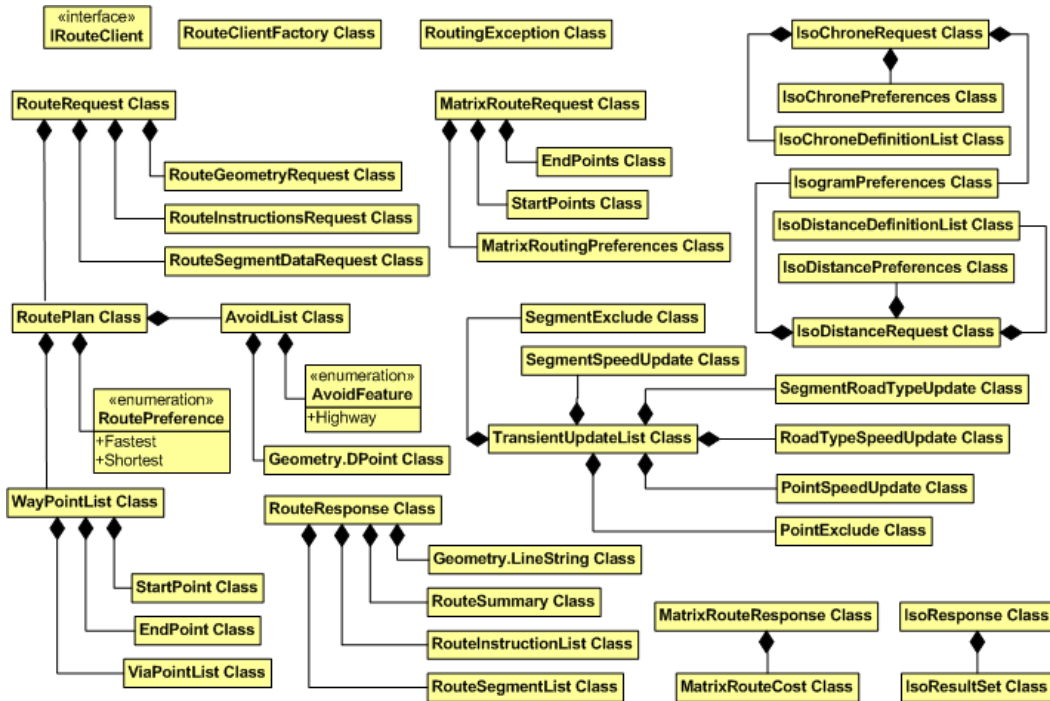 «interface»
IRouteClient
RouteClientFactory Class
RoutingException Class
IsoChroneRequest Class
IsoChronePreferences Class
IsoChroneDefinitionList Class
IsogramPreferences Class
IsoDistanceDefinitionList Class
IsoDistancePreferences Class
IsoDistanceRequest Class
RouteRequest Class
RouteGeometryRequest Class
RouteInstructionsRequest Class
RouteSegmentDataRequest Class
MatrixRouteRequest Class
EndPoints Class
StartPoints Class
MatrixRoutingPreferences Class
RoutePlan Class
AvoidList Class
«enumeration»
RoutePreference
+Fastest
+Shortest
«enumeration»
AvoidFeature
+Highway
Geometry.DPoint Class
SegmentExclude Class
SegmentSpeedUpdate Class
SegmentRoadTypeUpdate Class
TransientUpdateList Class
RoadTypeSpeedUpdate Class
PointSpeedUpdate Class
PointExclude Class
WayPointList Class
StartPoint Class
EndPoint Class
ViaPointList Class
RouteResponse Class
Geometry.LineString Class
RouteSummary Class
RouteInstructionList Class
RouteSegmentList Class
MatrixRouteResponse Class
MatrixRouteCost Class
IsoResponse Class
IsoResultSet Class